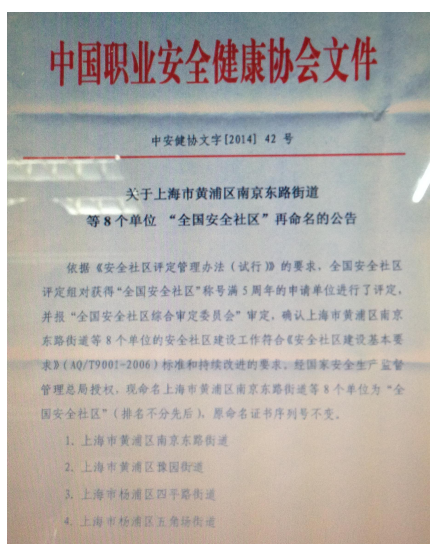 中国职业安全健康协会文件
中安健协文字[2014] 42 号
关于上海市黄浦区南京东路街道
等 8 个单位 “全国安全社区”再命名的公告
依据《安全社区评定管理办法（试行）》的要求，全国安全社区
评定组对获得“全国安全社区”称号满 5 周年的申请单位进行了评定，
并报“全国安全社区综合审定委员会”审定，确认上海市黄浦区南京
东路街道等 8 个单位的安全社区建设工作符合《安全社区建设基本要
求》（AQ/T9001-2006）标准和持续改进的要求。经国家安全生产监督
管理总局授权，现命名上海市黄浦区南京东路街道等 8 个单位为“全
国安全社区”（排名不分先后），原命名证书序列号不变。
1. 上海市黄浦区南京东路街道
2. 上海市黄浦区豫园街道
3. 上海市杨浦区四平路街道
4. 上海市杨浦区五角场街道